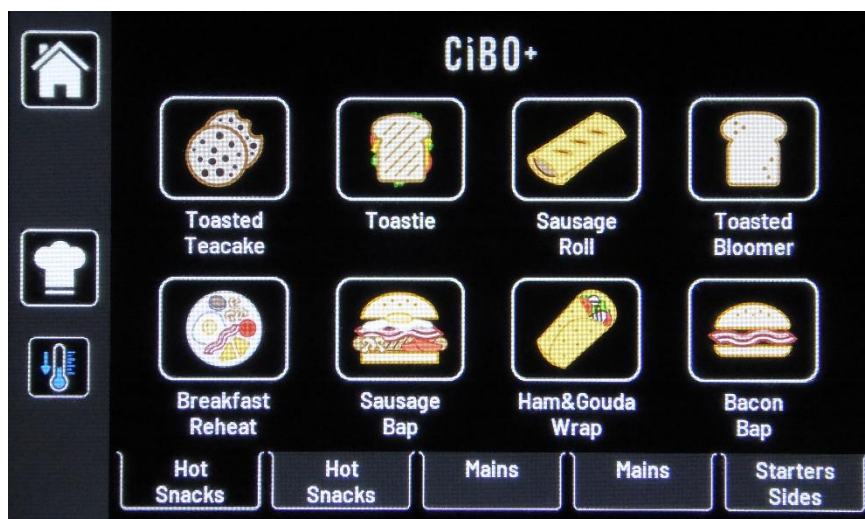 CiBO+
Toasted
Teacake
Toastie
Sausage
Roll
Toasted
Bloomer
Breakfast
Reheat
Sausage
Bap
Ham&Gouda
Wrap
Bacon
Bap
Hot
Snacks
Hot
Snacks
Mains
Mains
Starters
Sides